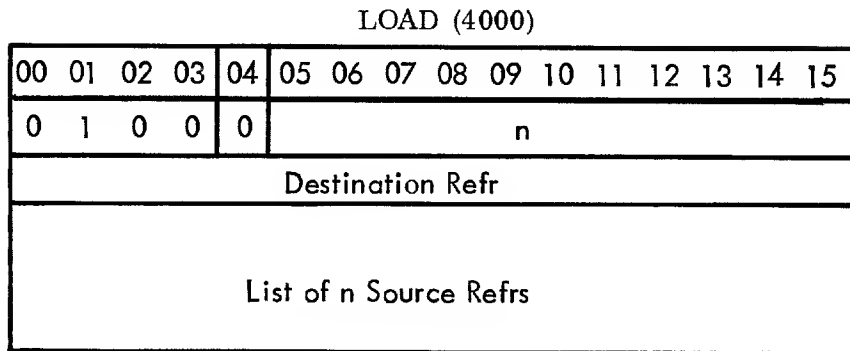 LOAD (4000)
00 01 02 03 04 05 06 07 08 09 10 11 12 13 14 15
0 1 0 0 0 n
Destination Refr
List of n Source Refrs